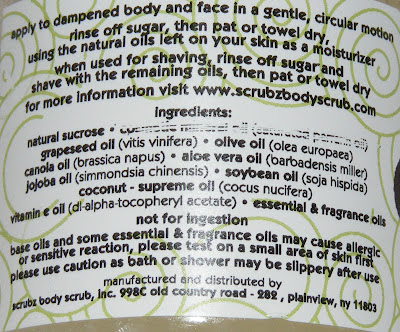 apply to dampened body and face in a gentle, circular motion
rinse off sugar, then pat or towel dry,
using the natural oils left on your skin as a moisturizer
when used for shaving, rinse off sugar and
shave with the remaining oils, then pat or towel dry
for more information visit www.scrubzbodyscrub.com
ingredients:
natural sucrose •
grapeseed oil (vitis vinifera) • olive oil (olea europaea)
canola oil (brassica napus) • aloe vera oil (barbadensis miller)
jojoba oil (simmondsia chinensis) • soybean oil (soja hispida)
coconut - supreme oil (cocus nucifera)
vitamin e oil (dl-alpha-tocopheryl acetate) • essential & fragrance oils
not for ingestion
base oils and some essential & fragrance oils may cause allergic
or sensitive reaction, please test on a small area of skin first
please use caution as bath or shower may be slippery after use
manufactured and distributed by
scrubz body scrub, inc. 998C old country road - 282 , plainview, ny 11803